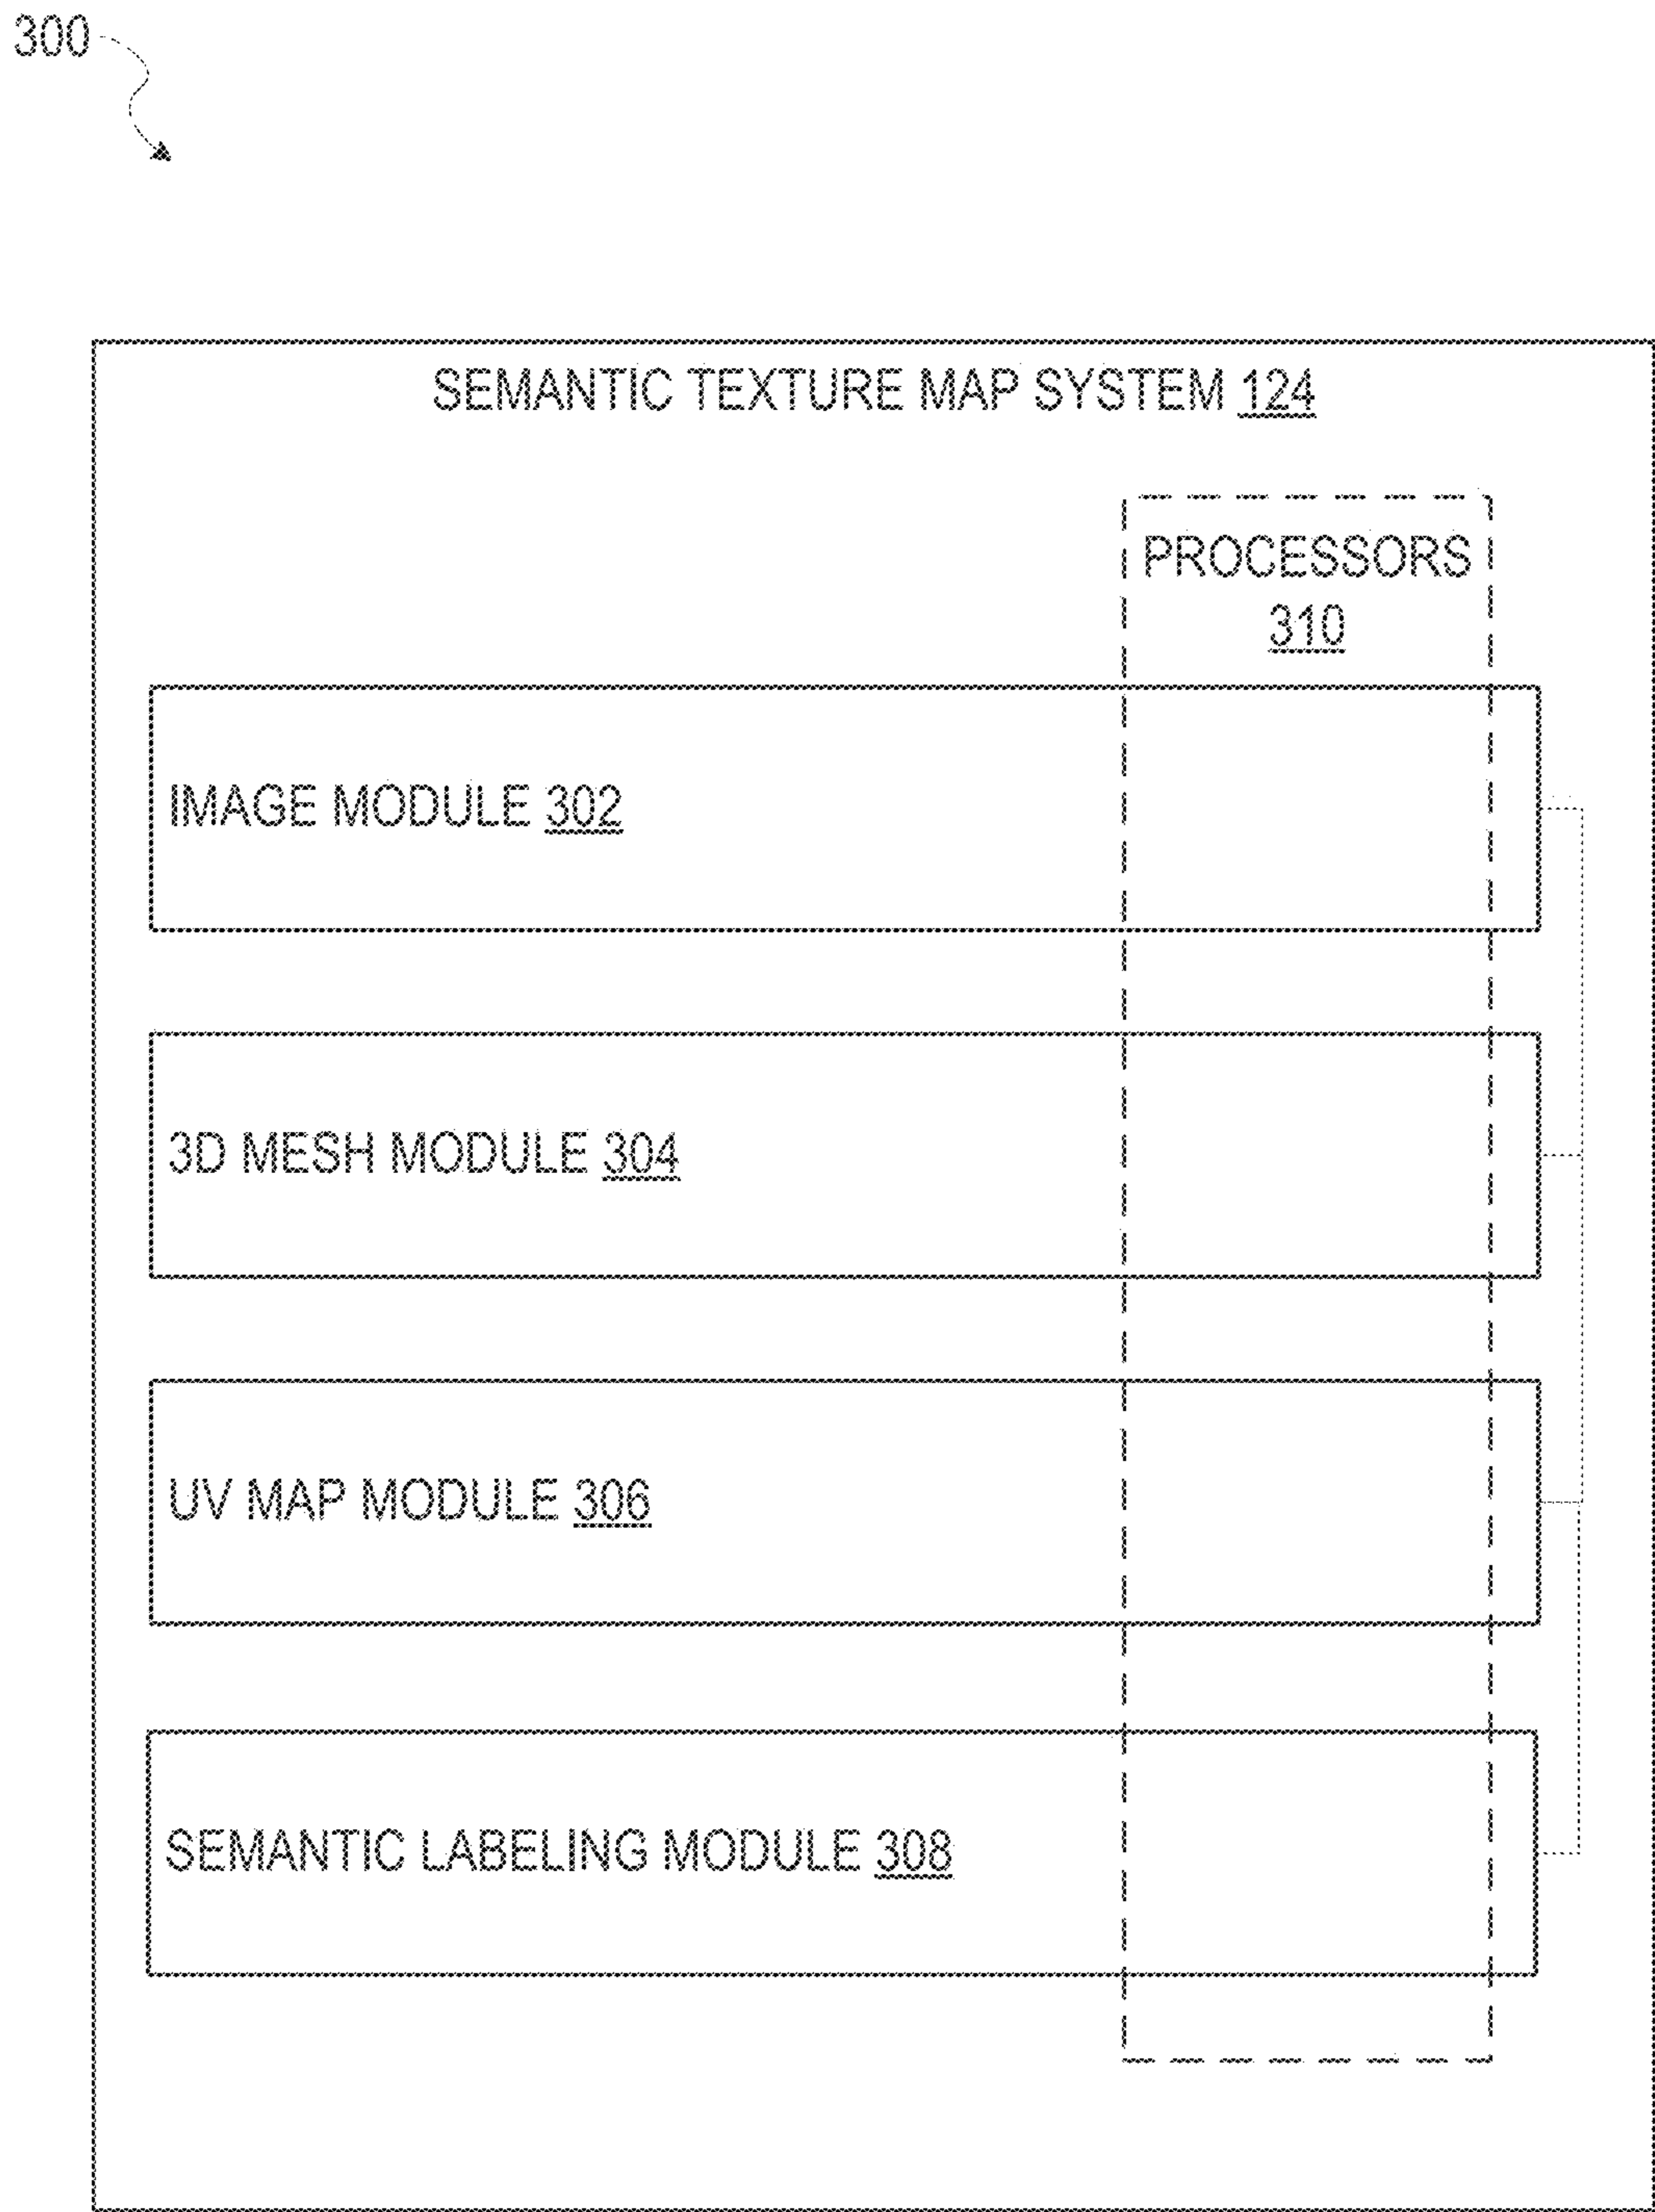 300
SEMANTIC TEXTURE MAP SYSTEM 124
PROCESSORS
310
IMAGE MODULE 302
3D MESH MODULE 304
UV MAP MODULE 306
SEMANTIC LABELING MODULE 308